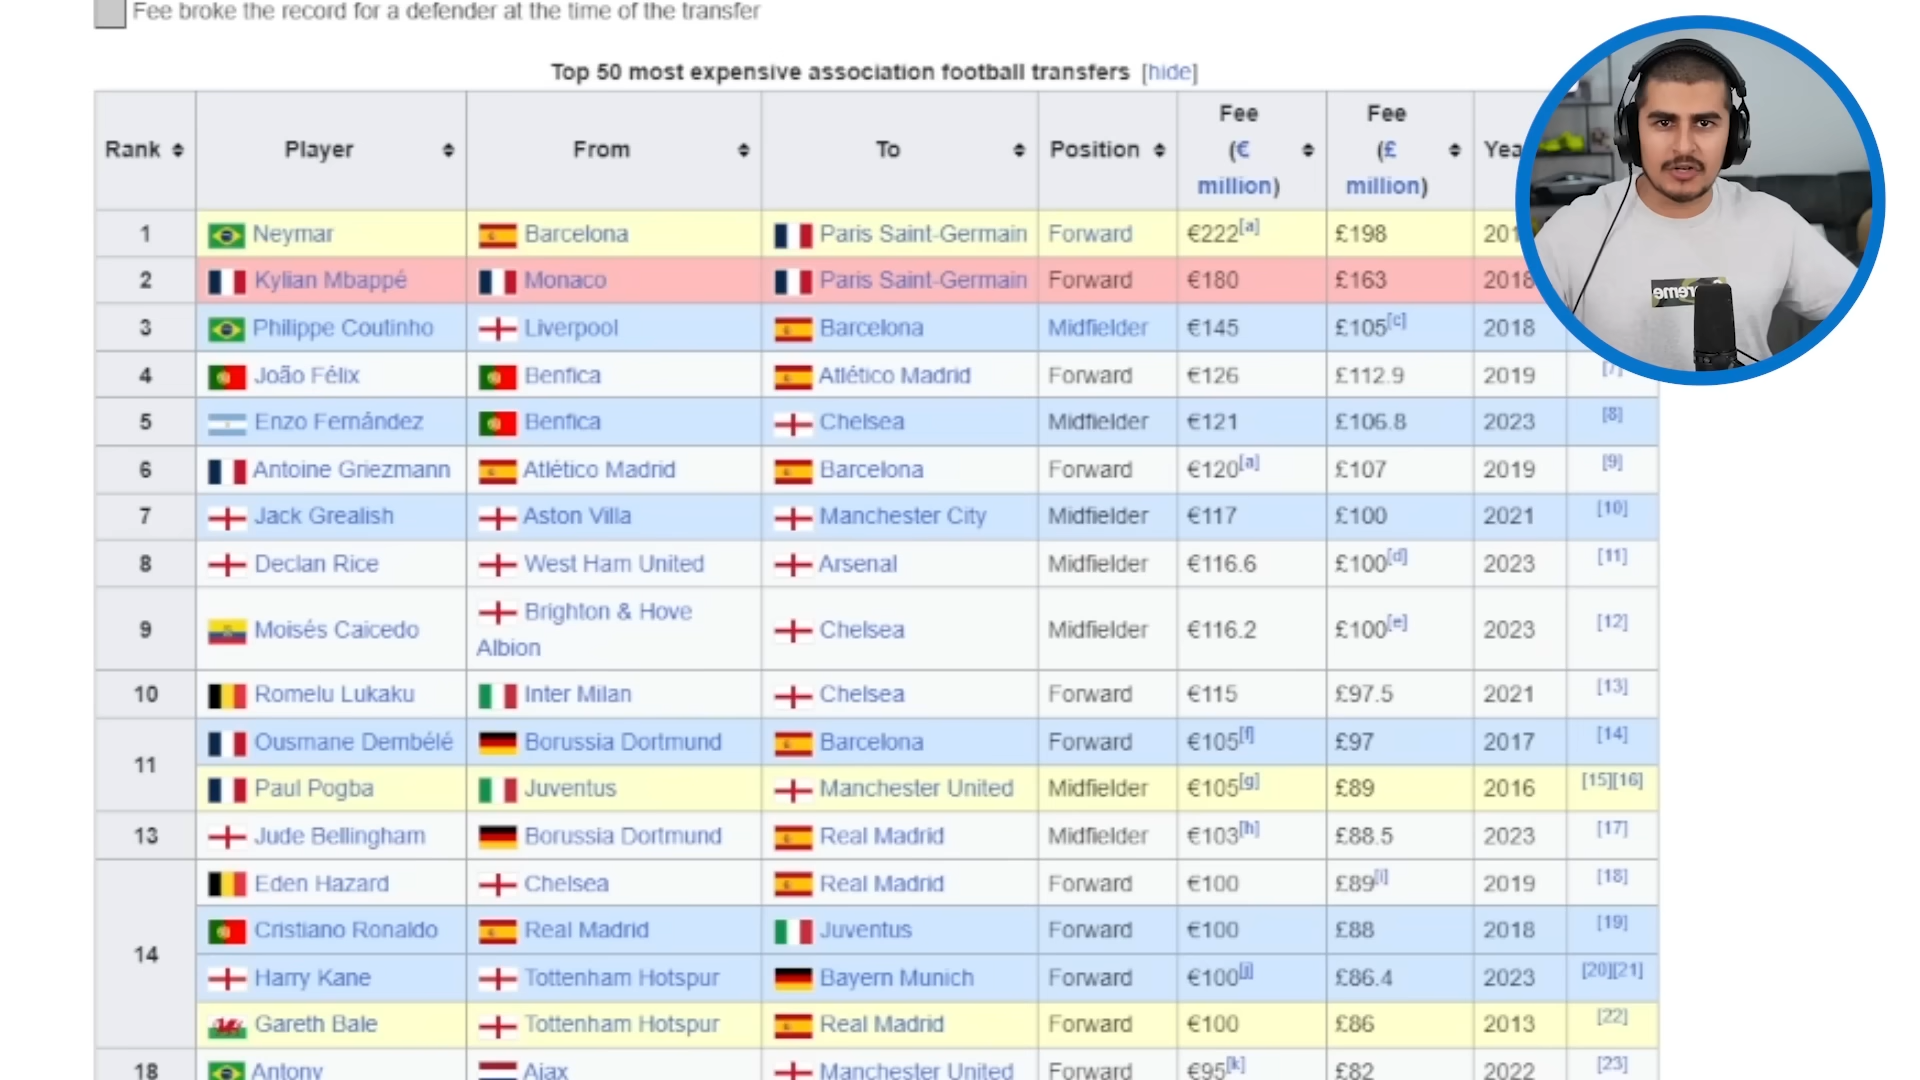 Fee broke the record for a defender at the time of the transfer
Top 50 most expensive association football transfers [hide]
Rank Player From To Position Fee (€ million) Fee (£ million) Yea
1 Neymar Barcelona Paris Saint-Germain Forward €222[a] £198 201
2 Kylian Mbappé Monaco Paris Saint-Germain Forward €180 £163 2018
3 Philippe Coutinho Liverpool Barcelona Midfielder €145 £105[c] 2018
4 João Félix Benfica Atlético Madrid Forward €126 £112.9 2019 [7]
5 Enzo Fernández Benfica Chelsea Midfielder €121 £106.8 2023 [8]
6 Antoine Griezmann Atlético Madrid Barcelona Forward €120[a] £107 2019 [9]
7 Jack Grealish Aston Villa Manchester City Midfielder €117 £100 2021 [10]
8 Declan Rice West Ham United Arsenal Midfielder €116.6 £100[d] 2023 [11]
9 Moisés Caicedo Brighton & Hove Albion Chelsea Midfielder €116.2 £100[e] 2023 [12]
10 Romelu Lukaku Inter Milan Chelsea Forward €115 £97.5 2021 [13]
11 Ousmane Dembélé Borussia Dortmund Barcelona Forward €105[f] £97 2017 [14]
Paul Pogba Juventus Manchester United Midfielder €105[g] £89 2016 [15][16]
13 Jude Bellingham Borussia Dortmund Real Madrid Midfielder €103[h] £88.5 2023 [17]
14 Eden Hazard Chelsea Real Madrid Forward €100 £89[i] 2019 [18]
Cristiano Ronaldo Real Madrid Juventus Forward €100 £88 2018 [19]
Harry Kane Tottenham Hotspur Bayern Munich Forward €100[j] £86.4 2023 [20][21]
Gareth Bale Tottenham Hotspur Real Madrid Forward €100 £86 2013 [22]
18 Antony Ajax Manchester United Forward €95[k] £82 2022 [23]